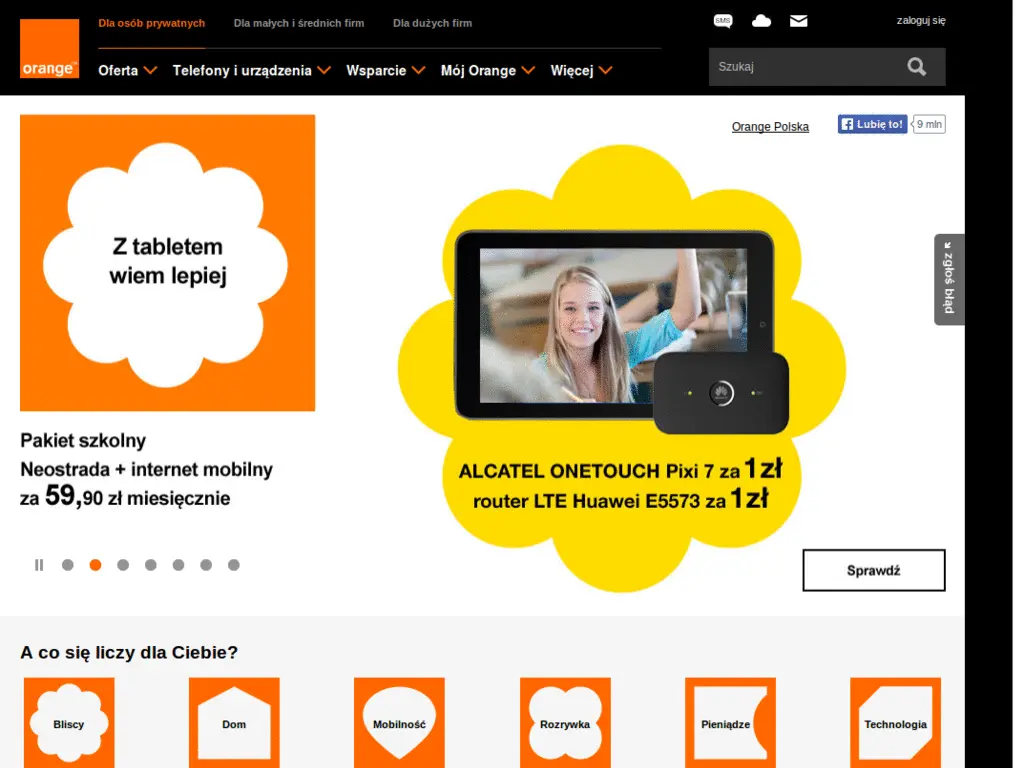 Dla osób prywatnych
Dla małych i średnich firm
Dla dużych firm
SMS
zaloguj się
orange™
Oferta
Telefony i urządzenia
Wsparcie
Mój Orange
Więcej
Szukaj
Orange Polska
Lubię to!
9 mln
Z tabletem
wiem lepiej
zgłoś błąd
Pakiet szkolny
Neostrada + internet mobilny
za 59,90 zł miesięcznie
ALCATEL ONETOUCH Pixi 7 za 1 zł
router LTE Huawei E5573 za 1 zł
Sprawdź
A co się liczy dla Ciebie?
Bliscy
Dom
Mobilność
Rozrywka
Pieniądze
Technologia